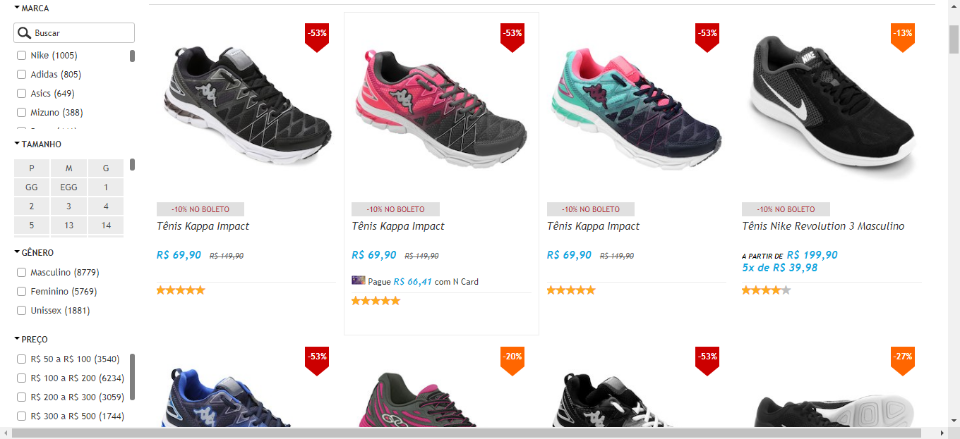 MARCA
Buscar
Nike (1005)
Adidas (805)
Asics (649)
Mizuno (388)
TAMANHO
P M G
GG EGG 1
2 3 4
5 13 14
GÊNERO
Masculino (8779)
Feminino (5769)
Unissex (1881)
PREÇO
R$ 50 a R$ 100 (3540)
R$ 100 a R$ 200 (6234)
R$ 200 a R$ 300 (3059)
R$ 300 a R$ 500 (1744)
-53%
-10% NO BOLETO
Tênis Kappa Impact
R$ 69,90 R$ 149,90
-53%
-10% NO BOLETO
Tênis Kappa Impact
R$ 69,90 R$ 149,90
Pague R$ 66,41 com N Card
-53%
-10% NO BOLETO
Tênis Kappa Impact
R$ 69,90 R$ 149,90
-13%
NIKE
-10% NO BOLETO
Tênis Nike Revolution 3 Masculino
A PARTIR DE R$ 199,90
5x de R$ 39,98
-53%
-20%
-53%
-27%